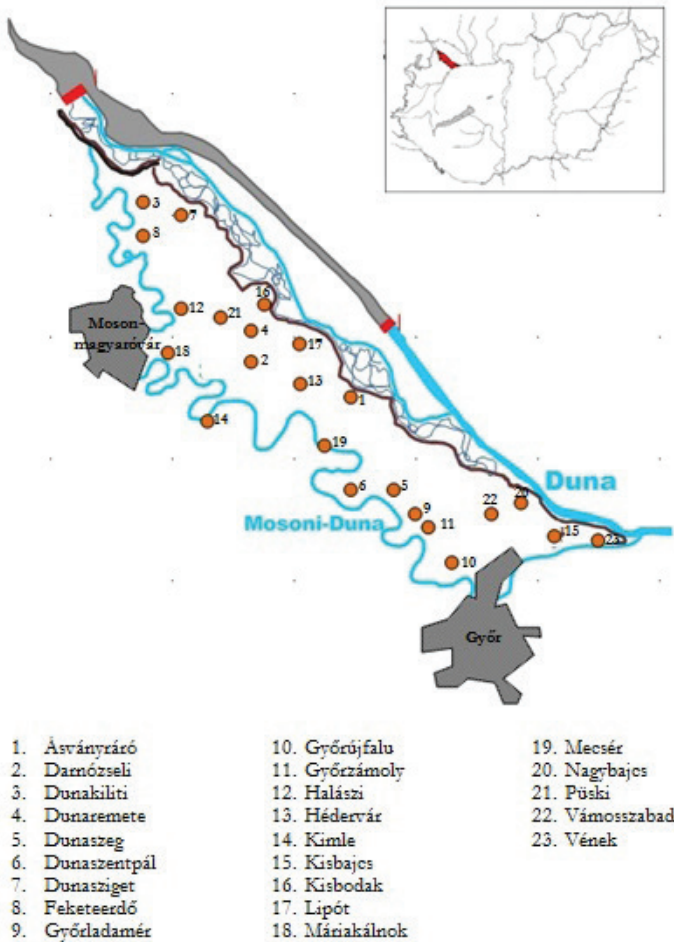 3
7
8
16
12
21
4
Moson-
magyaróvár
17
18
2
13
1
14
19
6
5
Duna
20
9
22
Mosoni-Duna
11
15
23
10
Győr
1. Ásványráró
2. Darnózseli
3. Dunakiliti
4. Dunaremete
5. Dunaszeg
6. Dunaszentpál
7. Dunasziget
8. Feketeerdő
9. Győrladamér
10. Győrújfalu
11. Győrzámoly
12. Halászi
13. Hédervár
14. Kimle
15. Kisbajcs
16. Kisbodak
17. Lipót
18. Máriakálnok
19. Mecsér
20. Nagybajcs
21. Püski
22. Vámosszabad
23. Vének